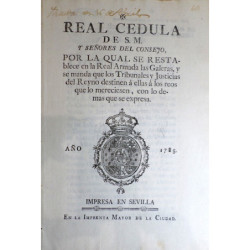 REAL CEDULA
DE S. M.
Y SEÑORES DEL CONSEJO,
POR LA QUAL SE RESTA-
blece en la Real Armada las Galeras, y
se manda que los Tribunales y Justicias
del Reyno destinen á ellas á los reos
que lo mereciesen, con lo de-
mas que se expresa.
AÑO
IMPRESA EN SEVILLA
EN LA IMPRENTA MAYOR DE LA CIUDAD.